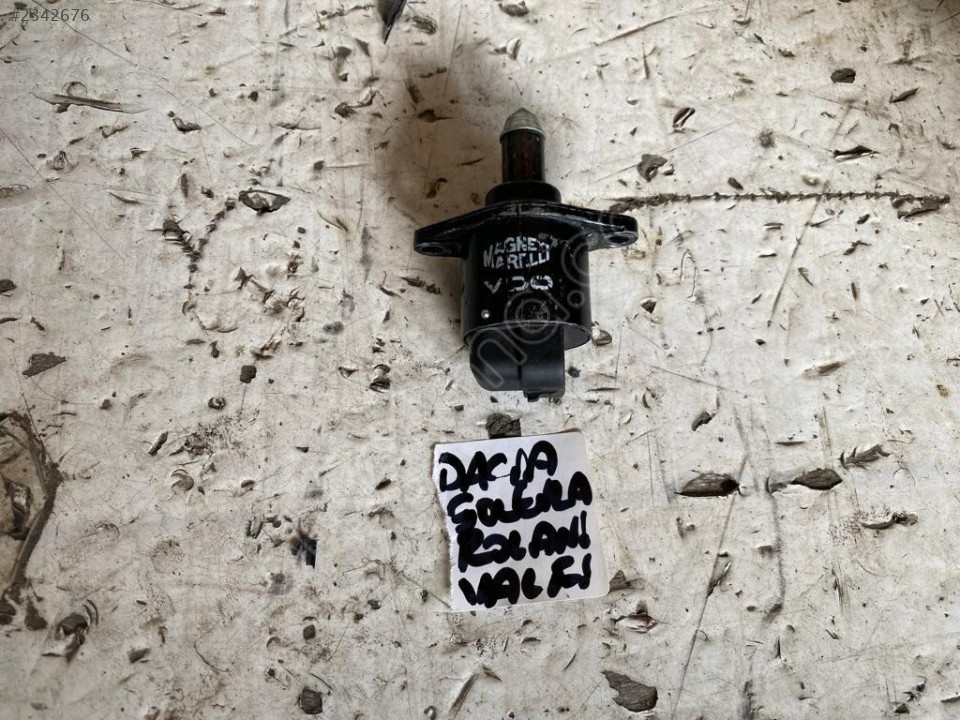 #2342676
MAGNETI
MARELLI
VDO
DACIA
SOLENZA
RÖLANTİ
VALFİ